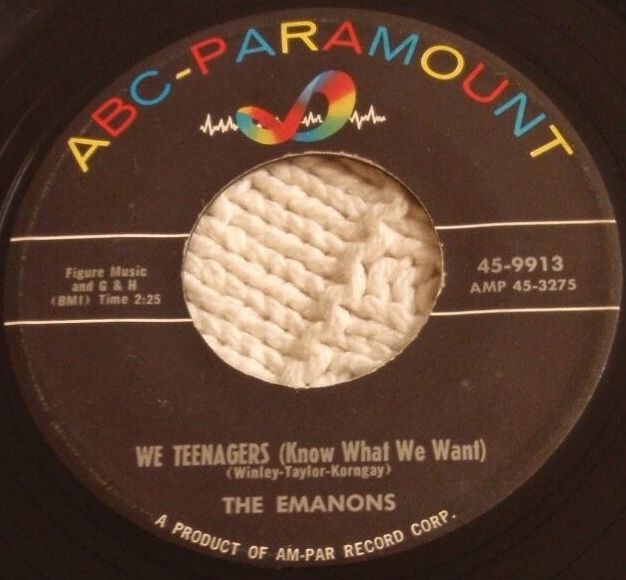 ABC-PARAMOUNT
Figure Music
and G & H
(BMI) Time 2:25
45-9913
AMP 45-3275
WE TEENAGERS (Know What We Want)
(Winley-Taylor-Korngay)
THE EMANONS
A PRODUCT OF AM-PAR RECORD CORP.